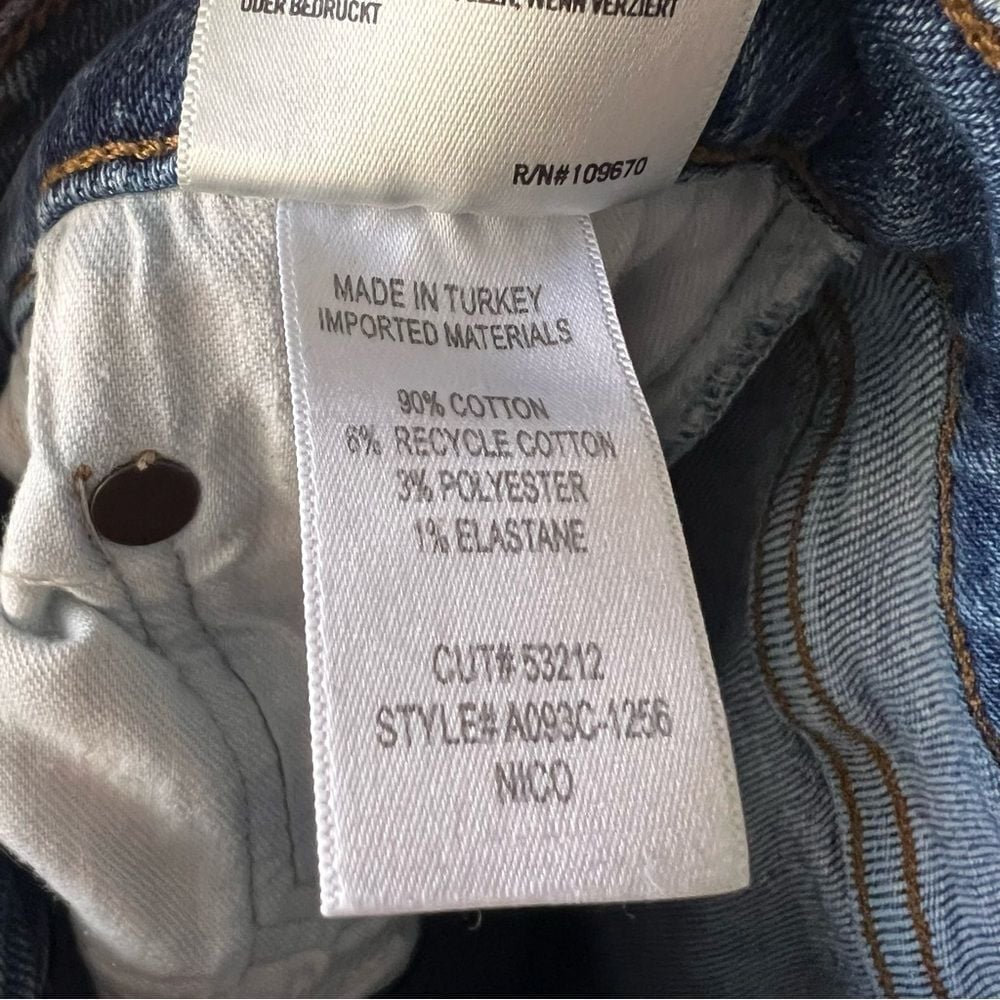 ODER BEDRUCKT
WENN VERZIERT
R/N#109670
MADE IN TURKEY
IMPORTED MATERIALS
90% COTTON
6% RECYCLE COTTON
3% POLYESTER
1% ELASTANE
CUT# 53212
STYLE# A093C-1256
NICO